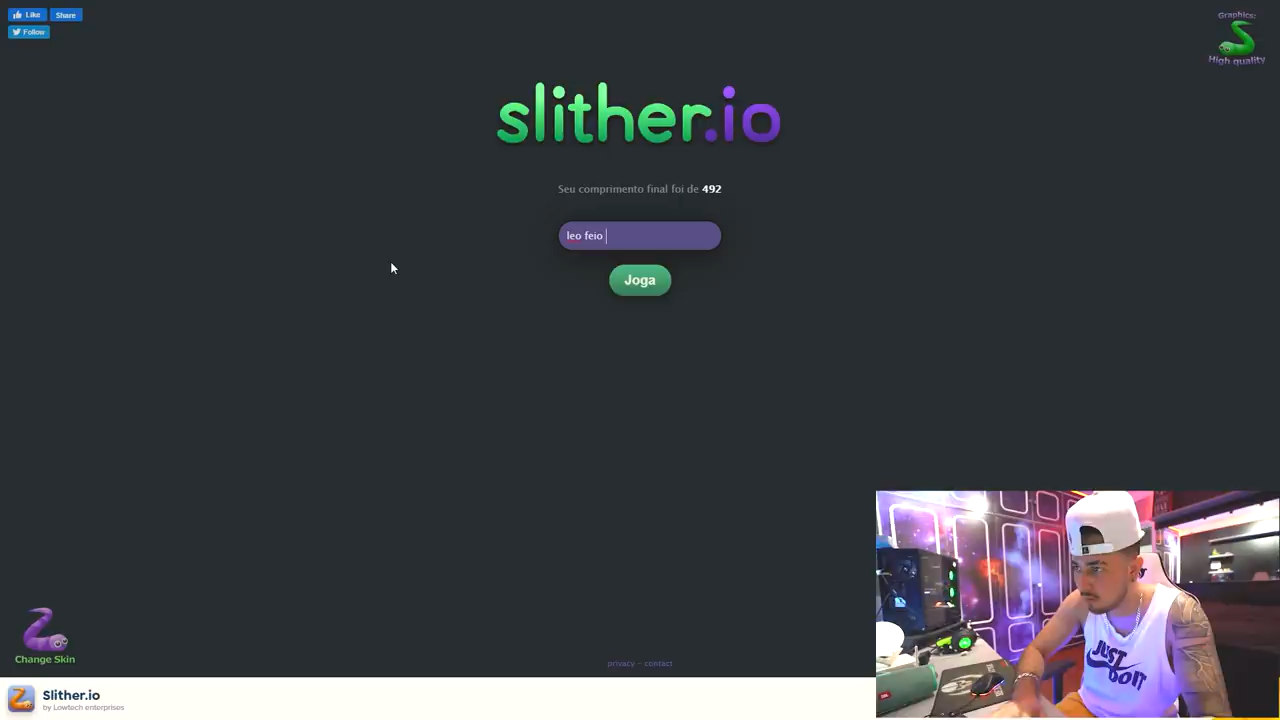 Like Share
Follow
Graphics:
High quality
slither.io
Seu comprimento final foi de 492
leo feio
Joga
Change Skin
privacy - contact
Slither.io
by Lowtech enterprises
JUST
DO IT